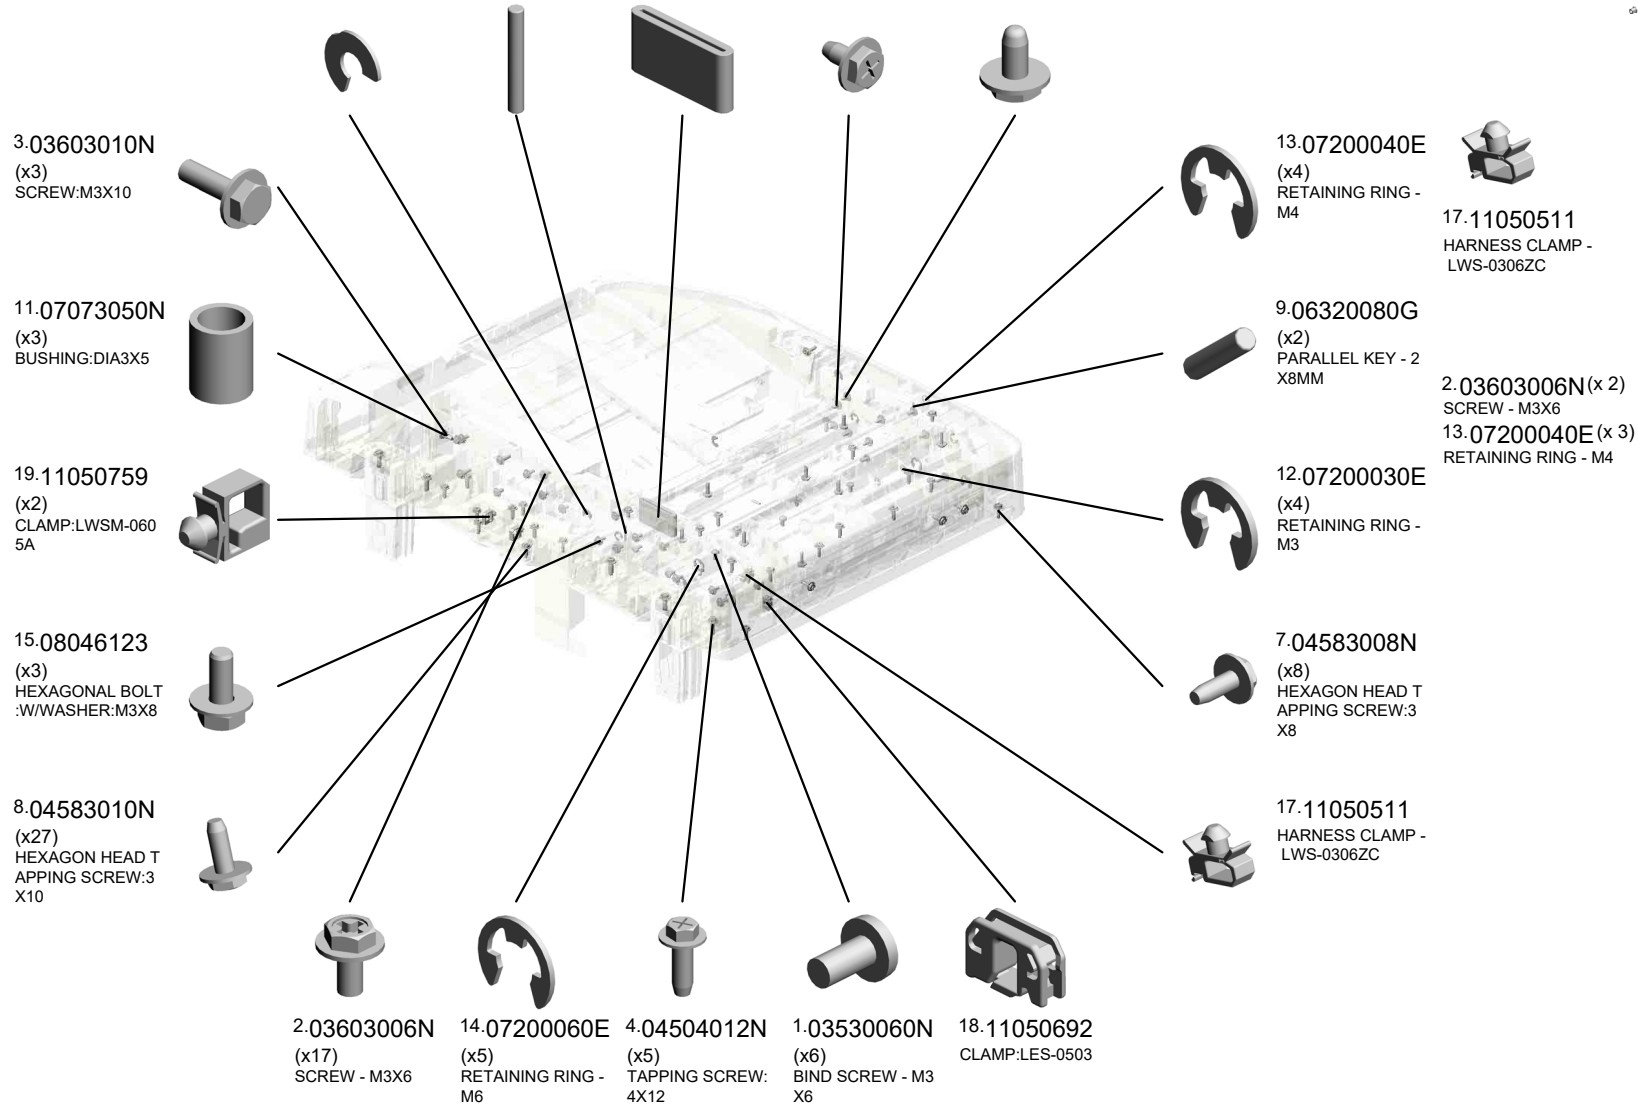 3.03603010N
(x3)
SCREW:M3X10
11.07073050N
(x3)
BUSHING:DIA3X5
19.11050759
(x2)
CLAMP:LWSM-060
5A
15.08046123
(x3)
HEXAGONAL BOLT
:W/WASHER:M3X8
8.04583010N
(x27)
HEXAGON HEAD T
APPING SCREW:3
X10
2.03603006N
(x17)
SCREW - M3X6
14.07200060E
(x5)
RETAINING RING -
M6
4.04504012N
(x5)
TAPPING SCREW:
4X12
1.03530060N
(x6)
BIND SCREW - M3
X6
18.11050692
CLAMP:LES-0503
13.07200040E
(x4)
RETAINING RING -
M4
9.06320080G
(x2)
PARALLEL KEY - 2
X8MM
12.07200030E
(x4)
RETAINING RING -
M3
7.04583008N
(x8)
HEXAGON HEAD T
APPING SCREW:3
X8
17.11050511
HARNESS CLAMP -
LWS-0306ZC
17.11050511
HARNESS CLAMP -
LWS-0306ZC
2.03603006N (x 2)
SCREW - M3X6
13.07200040E (x 3)
RETAINING RING - M4